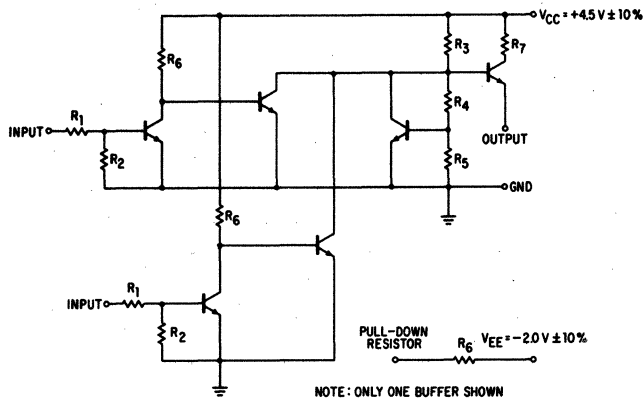 V_CC = +4.5 V ± 10%
R3
R7
R6
R1
INPUT
R2
R4
R5
OUTPUT
GND
R6
R1
INPUT
R2
PULL-DOWN
RESISTOR
R6
V_EE = -2.0 V ± 10%
NOTE: ONLY ONE BUFFER SHOWN